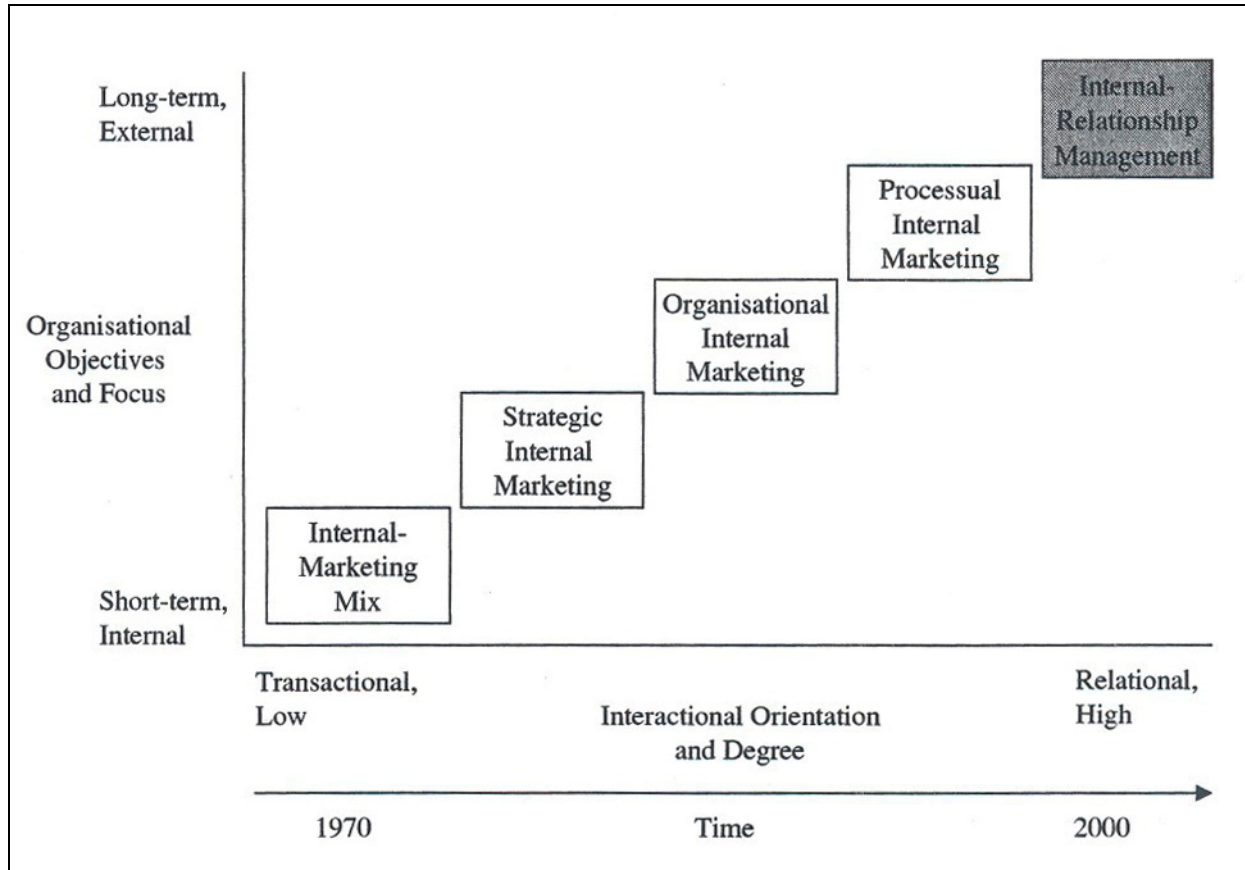 Long-term,
External
Internal-
Relationship
Management
Processual
Internal
Marketing
Organisational
Objectives
and Focus
Organisational
Internal
Marketing
Strategic
Internal
Marketing
Internal-
Marketing
Mix
Short-term,
Internal
Transactional,
Low
Interactional Orientation
and Degree
Relational,
High
1970
Time
2000